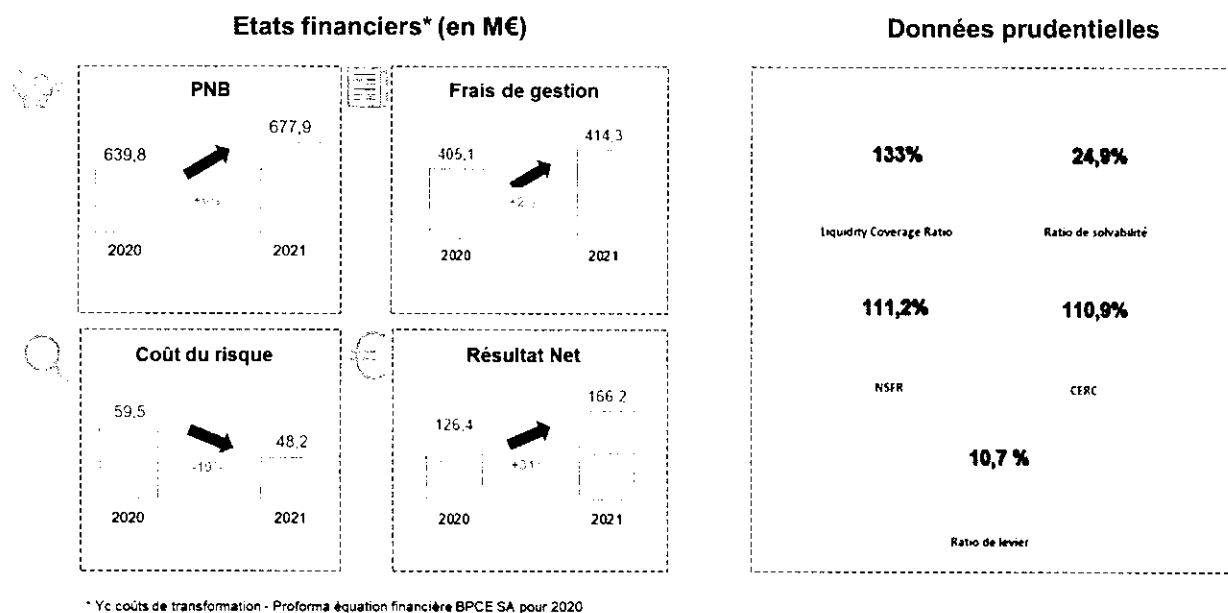 Etats financiers* (en M€)
PNB
639,8
677,9
2020
2021
Frais de gestion
405,1
414,3
2020
2021
Coût du risque
59,5
48,2
2020
2021
Résultat Net
126,4
166,2
2020
2021
* Yc coûts de transformation - Proforma équation financière BPCE SA pour 2020
Données prudentielles
133%
24,9%
Liquidity Coverage Ratio
Ratio de solvabilité
111,2%
110,9%
NSFR
CERC
10,7 %
Ratio de levier